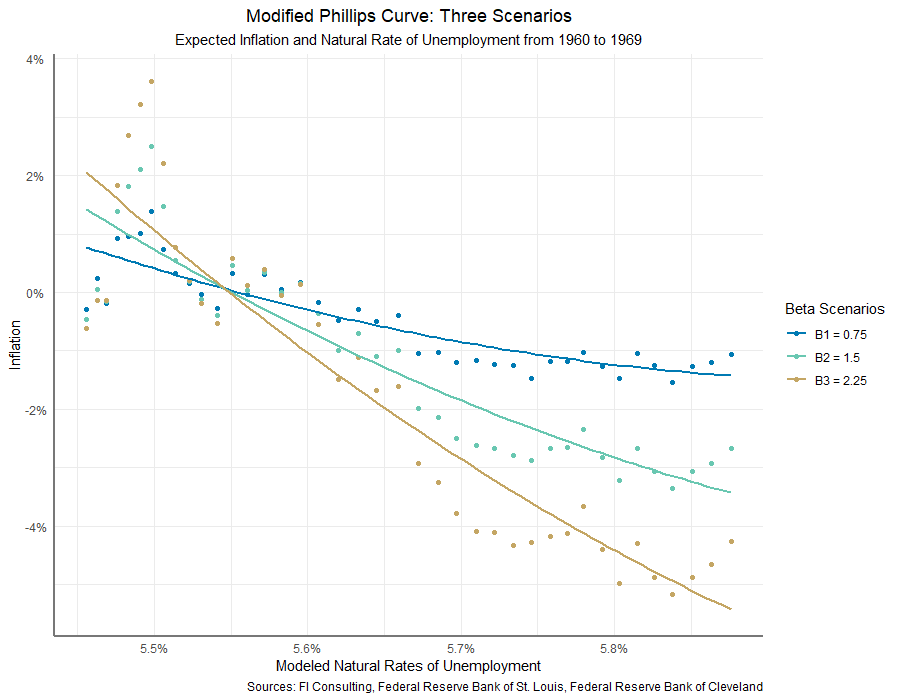 Modified Phillips Curve: Three Scenarios
Expected Inflation and Natural Rate of Unemployment from 1960 to 1969
4%
2%
0%
-2%
-4%
Inflation
5.5%
5.6%
5.7%
5.8%
Modeled Natural Rates of Unemployment
Beta Scenarios
B1 = 0.75
B2 = 1.5
B3 = 2.25
Sources: FI Consulting, Federal Reserve Bank of St. Louis, Federal Reserve Bank of Cleveland